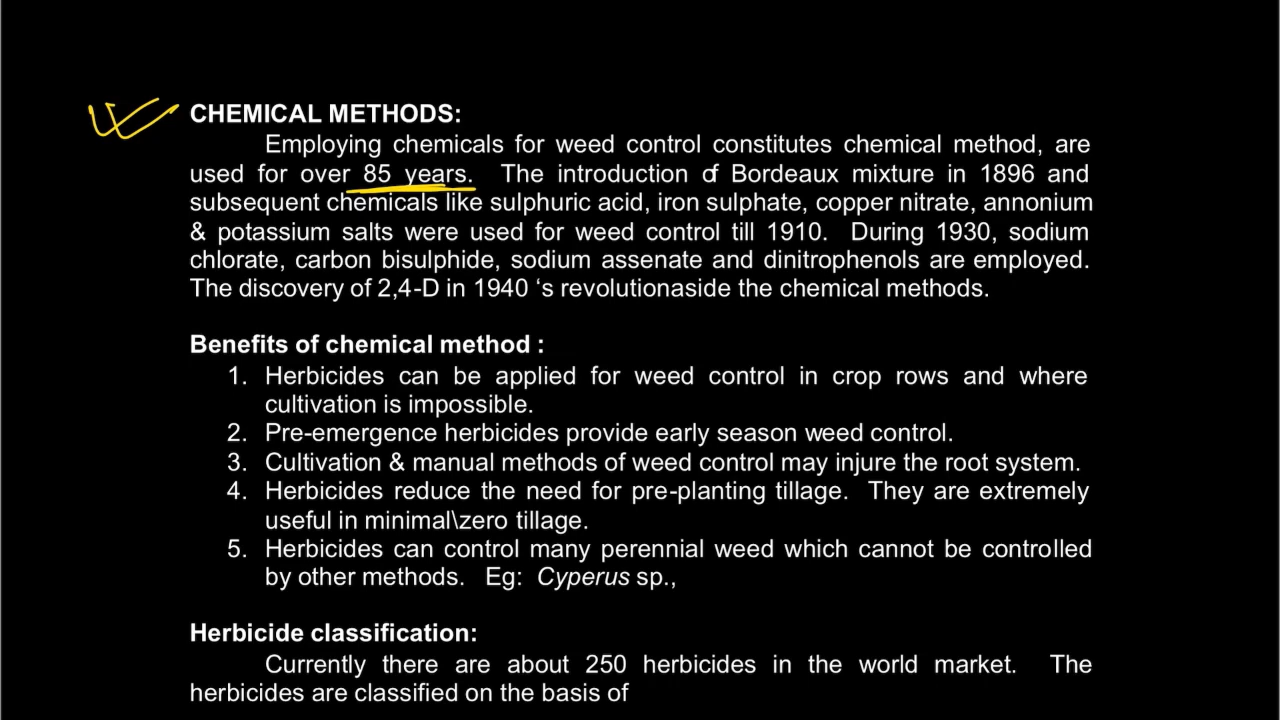 CHEMICAL METHODS:
Employing chemicals for weed control constitutes chemical method, are
used for over 85 years. The introduction of Bordeaux mixture in 1896 and
subsequent chemicals like sulphuric acid, iron sulphate, copper nitrate, annonium
& potassium salts were used for weed control till 1910. During 1930, sodium
chlorate, carbon bisulphide, sodium assenate and dinitrophenols are employed.
The discovery of 2,4-D in 1940 ‘s revolutionaside the chemical methods.
Benefits of chemical method :
1. Herbicides can be applied for weed control in crop rows and where
cultivation is impossible.
2. Pre-emergence herbicides provide early season weed control.
3. Cultivation & manual methods of weed control may injure the root system.
4. Herbicides reduce the need for pre-planting tillage. They are extremely
useful in minimal\zero tillage.
5. Herbicides can control many perennial weed which cannot be controlled
by other methods. Eg: Cyperus sp.,
Herbicide classification:
Currently there are about 250 herbicides in the world market. The
herbicides are classified on the basis of